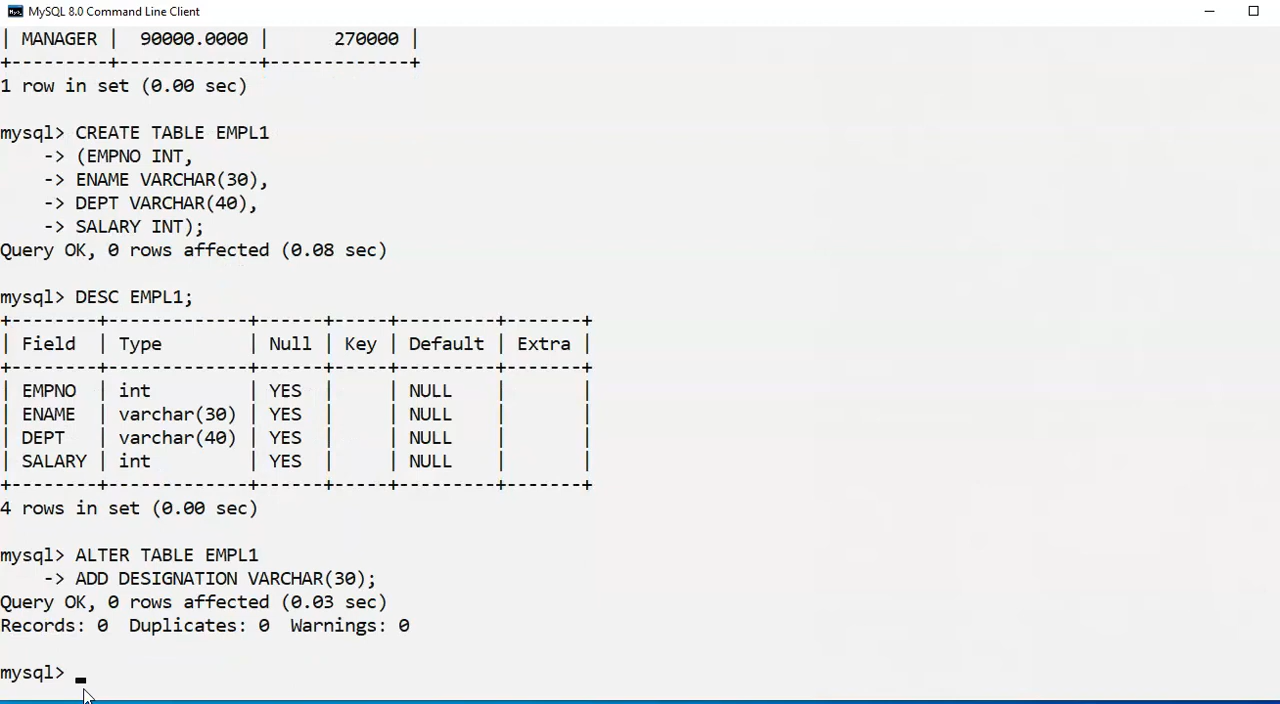 MySQL 8.0 Command Line Client
| MANAGER |  90000.0000 |      270000 |
+---------+-------------+-------------+
1 row in set (0.00 sec)
mysql> CREATE TABLE EMPL1
    -> (EMPNO INT,
    -> ENAME VARCHAR(30),
    -> DEPT VARCHAR(40),
    -> SALARY INT);
Query OK, 0 rows affected (0.08 sec)
mysql> DESC EMPL1;
+--------+-------------+------+-----+---------+-------+
| Field  | Type        | Null | Key | Default | Extra |
+--------+-------------+------+-----+---------+-------+
| EMPNO  | int         | YES  |     | NULL    |       |
| ENAME  | varchar(30) | YES  |     | NULL    |       |
| DEPT   | varchar(40) | YES  |     | NULL    |       |
| SALARY | int         | YES  |     | NULL    |       |
+--------+-------------+------+-----+---------+-------+
4 rows in set (0.00 sec)
mysql> ALTER TABLE EMPL1
    -> ADD DESIGNATION VARCHAR(30);
Query OK, 0 rows affected (0.03 sec)
Records: 0  Duplicates: 0  Warnings: 0
mysql>